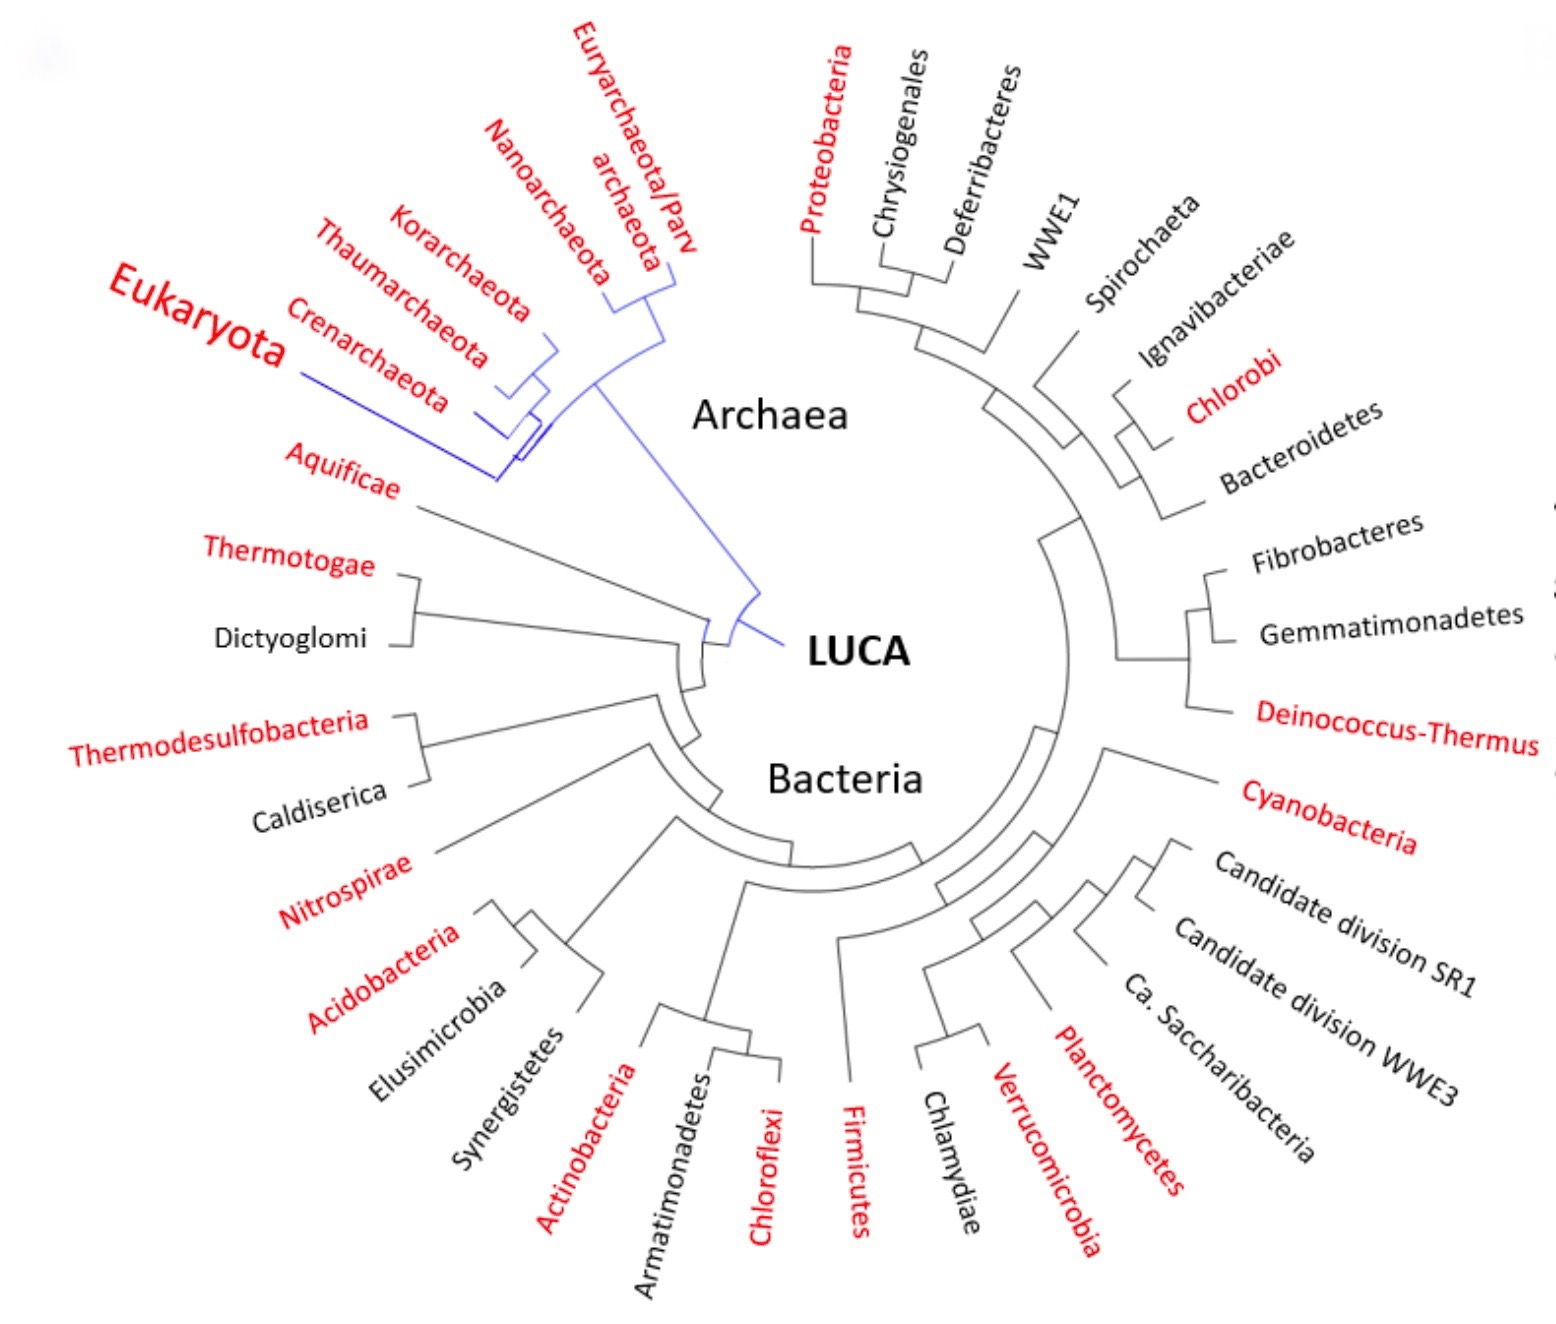 Euryarchaeota/Parv
archaeota
Nanoarchaeota
Korarchaeota
Thaumarchaeota
Crenarchaeota
Eukaryota
Aquificae
Thermotogae
Dictyoglomi
Thermodesulfobacteria
Caldiserica
Nitrospirae
Acidobacteria
Elusimicrobia
Synergistetes
Actinobacteria
Armatimonadetes
Chloroflexi
Firmicutes
Chlamydiae
Verrucomicrobia
Planctomycetes
Ca. Saccharibacteria
Candidate division WWE3
Candidate division SR1
Cyanobacteria
Deinococcus-Thermus
Gemmatimonadetes
Fibrobacteres
Bacteroidetes
Chlorobi
Ignavibacteriae
Spirochaeta
WWE1
Deferribacteres
Chrysiogenales
Proteobacteria
Archaea
LUCA
Bacteria